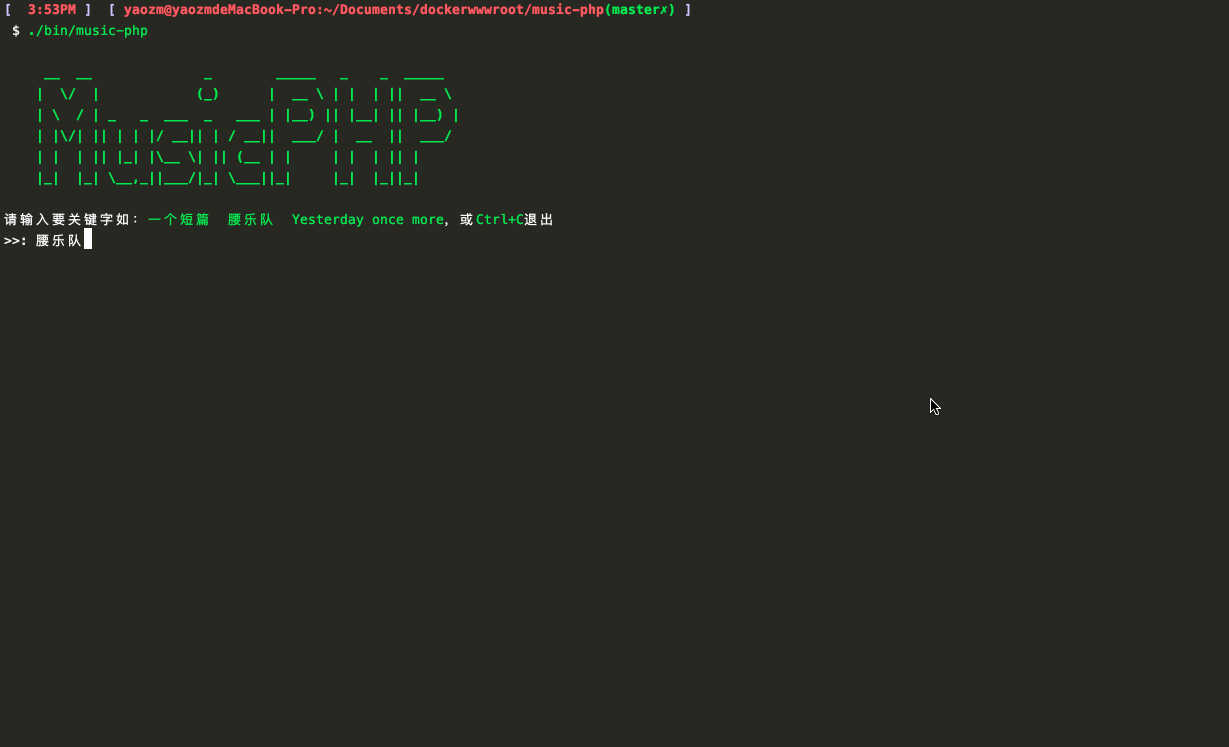 [  3:53PM ]  [ yaozm@yaozmdeMacBook-Pro:~/Documents/dockerwwwroot/music-php(master✗) ]
 $ ./bin/music-php
     __  __              _        _____   _    _  _____
    |  \/  |            (_)      |  __ \ | |  | ||  __ \
    | \  / | _   _  ___  _   ___ | |__) || |__| || |__) |
    | |\/| || | | |/ __|| | / __||  ___/ |  __  ||  ___/
    | |  | || |_| |\__ \| || (__ | |     | |  | || |
    |_|  |_| \__,_||___/|_| \___||_|     |_|  |_||_|
请输入要关键字如：一个短篇  腰乐队  Yesterday once more，或Ctrl+C退出
>>: 腰乐队